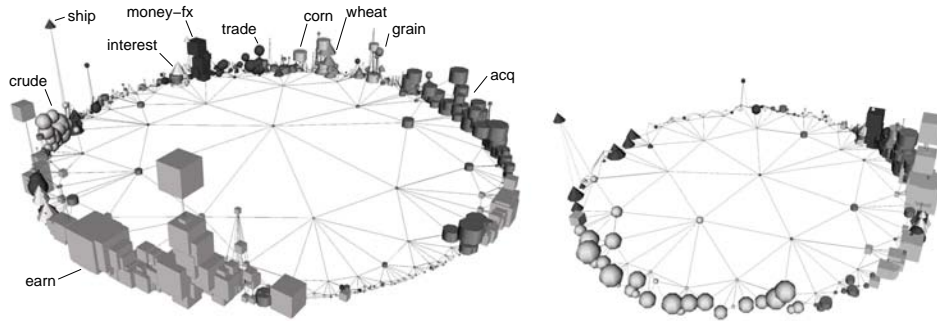 ship
money-fx
interest
trade
corn
wheat
grain
crude
acq
earn